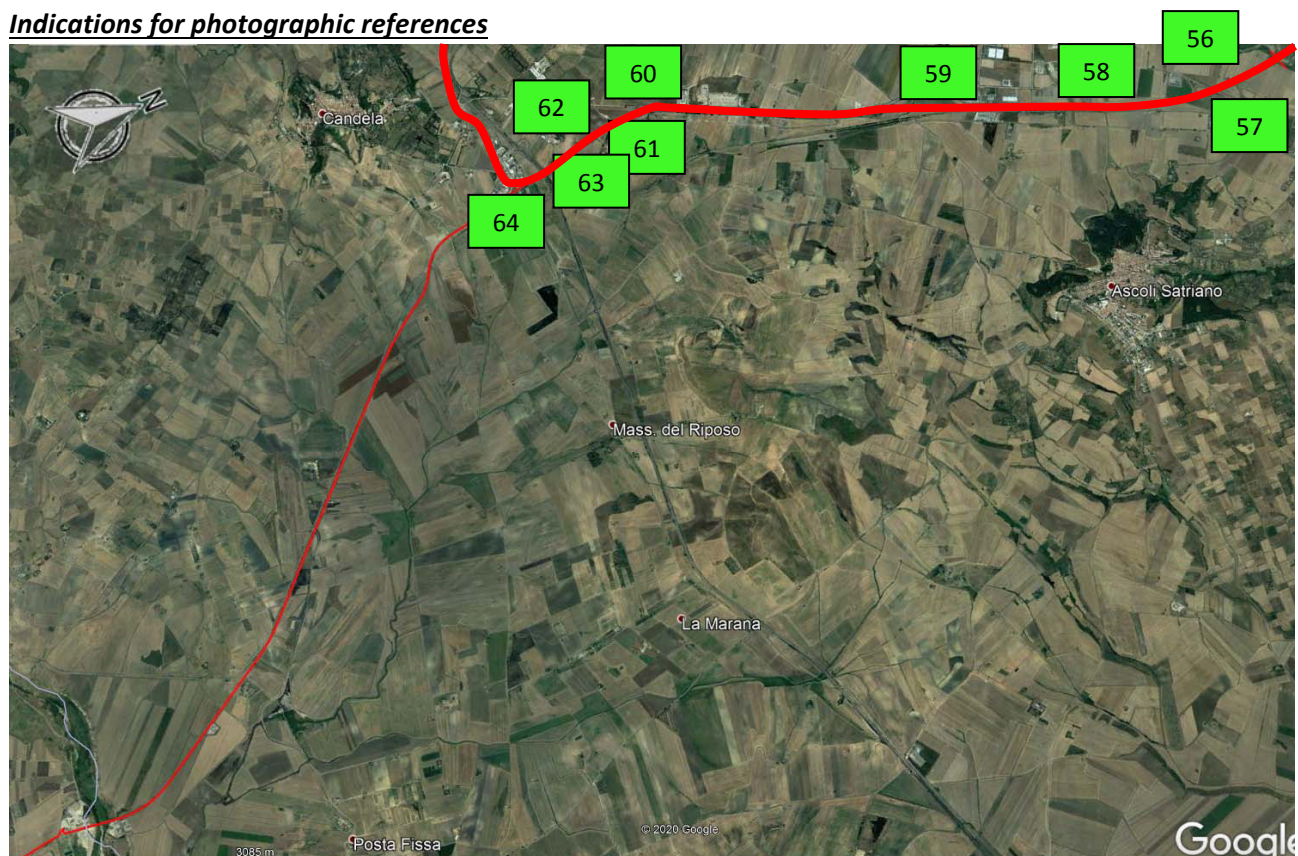 Indications for photographic references
56
60
59
58
62
57
61
63
64
N
Candela
Ascoli Satriano
Mass. del Riposo
La Marana
© 2020 Google
3085 m
Posta Fissa
Google